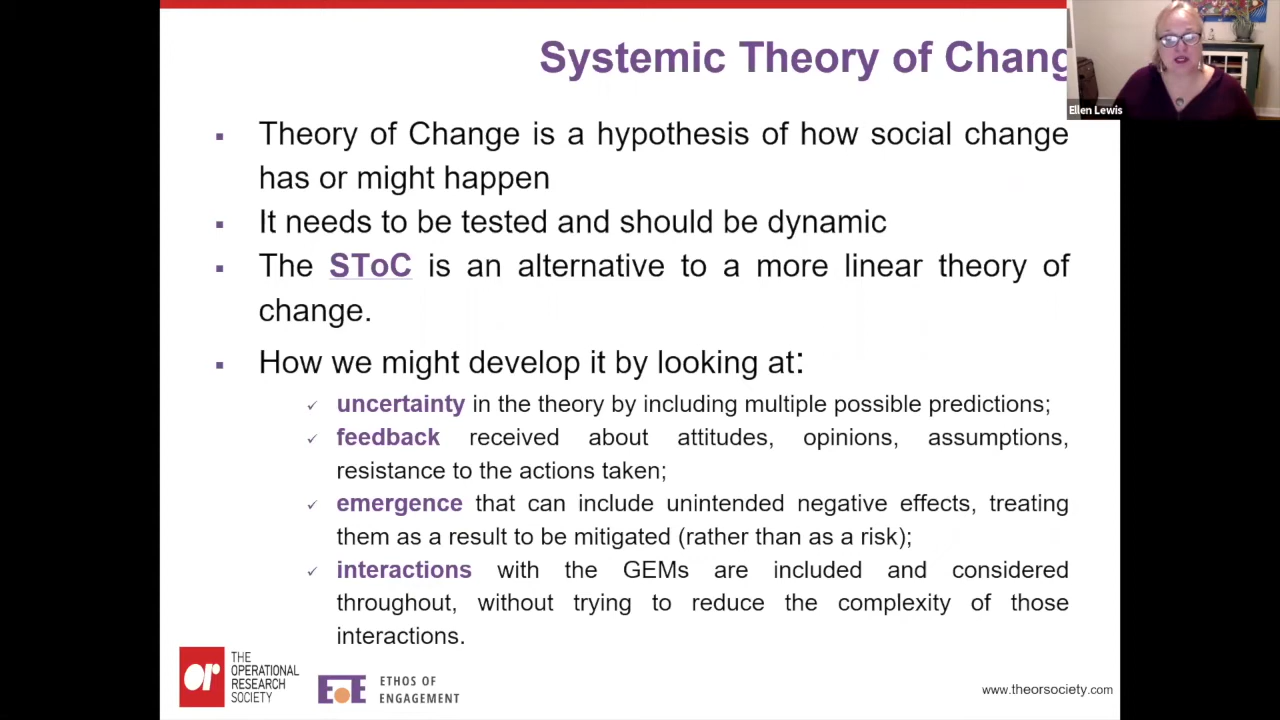 Systemic Theory of Chang
Ellen Lewis
Theory of Change is a hypothesis of how social change
has or might happen
It needs to be tested and should be dynamic
The SToC is an alternative to a more linear theory of
change.
How we might develop it by looking at:
uncertainty in the theory by including multiple possible predictions;
feedback received about attitudes, opinions, assumptions,
resistance to the actions taken;
emergence that can include unintended negative effects, treating
them as a result to be mitigated (rather than as a risk);
interactions with the GEMs are included and considered
throughout, without trying to reduce the complexity of those
interactions.
or
THE
OPERATIONAL
RESEARCH
SOCIETY
EOE
ETHOS OF
ENGAGEMENT
www.theorsociety.com